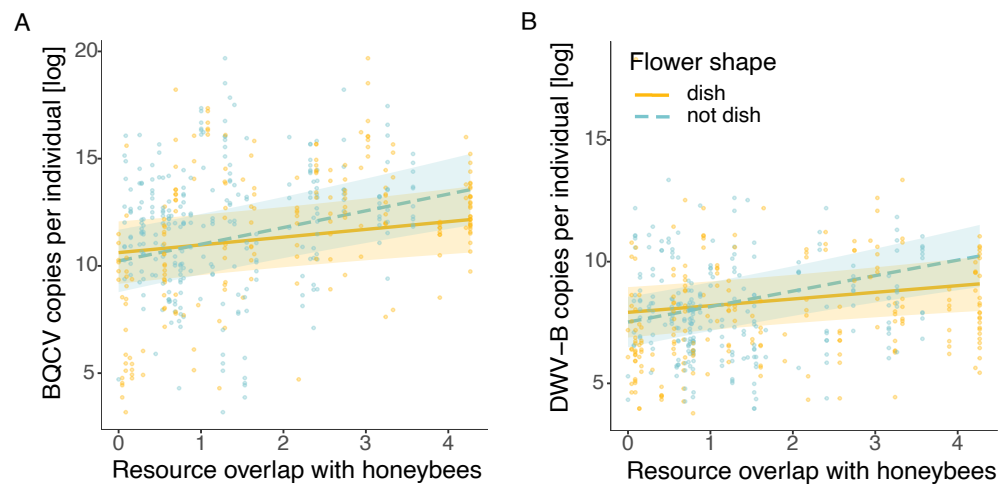 A
BQCV copies per individual [log]
20
15
10
5
0 1 2 3 4
Resource overlap with honeybees
B
DWV−B copies per individual [log]
Flower shape
dish
not dish
15
10
5
0 1 2 3 4
Resource overlap with honeybees